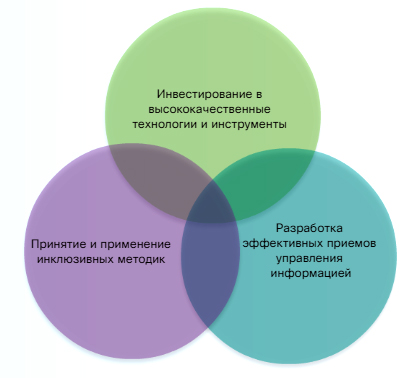 Инвестирование в
высококачественные
технологии и инструменты
Принятие и применение
инклюзивных методик
Разработка
эффективных приемов
управления
информацией